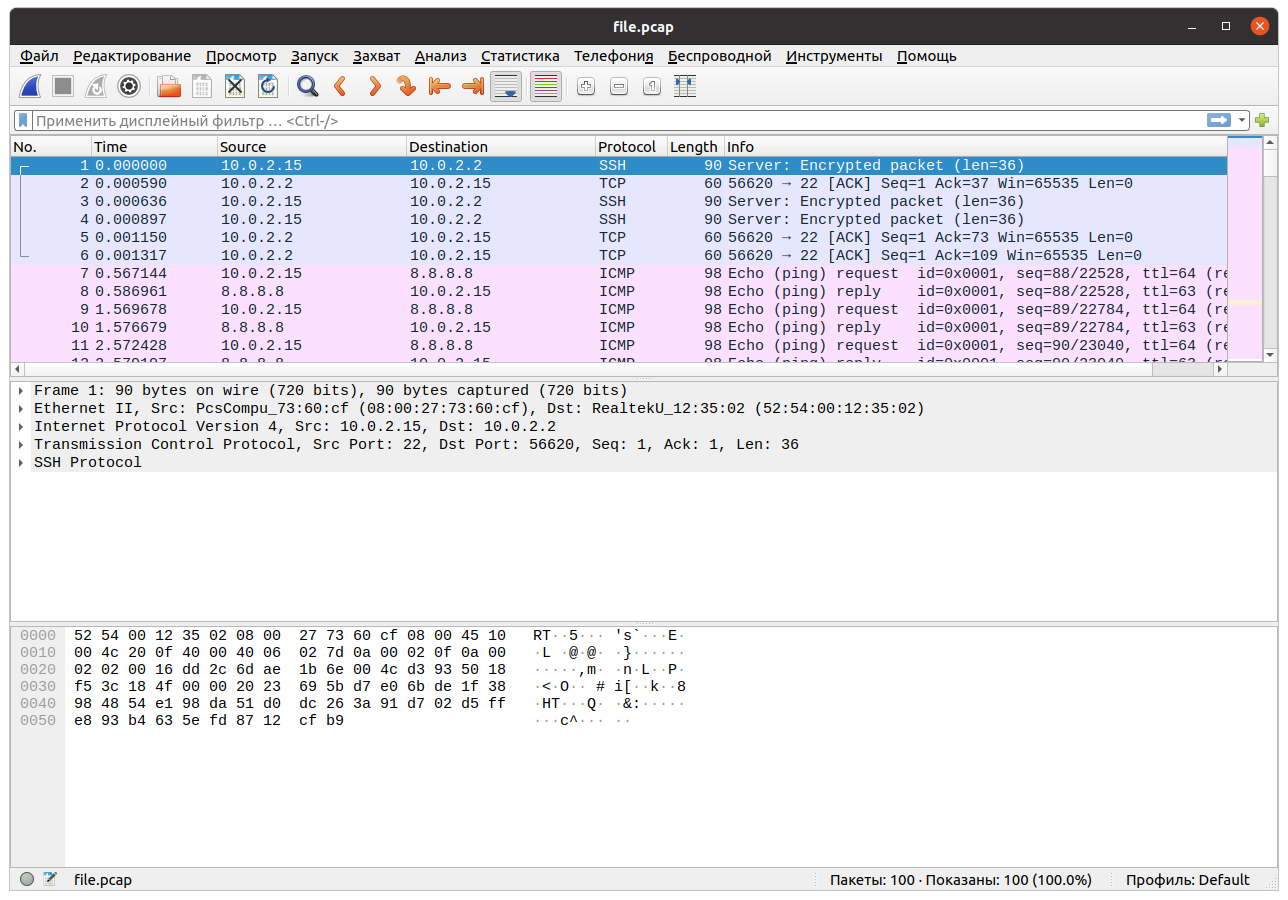 file.pcap
Файл Редактирование Просмотр Запуск Захват Анализ Статистика Телефония Беспроводной Инструменты Помощь
Применить дисплейный фильтр … <Ctrl-/>
No. Time Source Destination Protocol Length Info
1 0.000000 10.0.2.15 10.0.2.2 SSH 90 Server: Encrypted packet (len=36)
2 0.000590 10.0.2.2 10.0.2.15 TCP 60 56620 → 22 [ACK] Seq=1 Ack=37 Win=65535 Len=0
3 0.000636 10.0.2.15 10.0.2.2 SSH 90 Server: Encrypted packet (len=36)
4 0.000897 10.0.2.15 10.0.2.2 SSH 90 Server: Encrypted packet (len=36)
5 0.001150 10.0.2.2 10.0.2.15 TCP 60 56620 → 22 [ACK] Seq=1 Ack=73 Win=65535 Len=0
6 0.001317 10.0.2.2 10.0.2.15 TCP 60 56620 → 22 [ACK] Seq=1 Ack=109 Win=65535 Len=0
7 0.567144 10.0.2.15 8.8.8.8 ICMP 98 Echo (ping) request id=0x0001, seq=88/22528, ttl=64 (re
8 0.586961 8.8.8.8 10.0.2.15 ICMP 98 Echo (ping) reply id=0x0001, seq=88/22528, ttl=63 (re
9 1.569678 10.0.2.15 8.8.8.8 ICMP 98 Echo (ping) request id=0x0001, seq=89/22784, ttl=64 (re
10 1.576679 8.8.8.8 10.0.2.15 ICMP 98 Echo (ping) reply id=0x0001, seq=89/22784, ttl=63 (re
11 2.572428 10.0.2.15 8.8.8.8 ICMP 98 Echo (ping) request id=0x0001, seq=90/23040, ttl=64 (re
Frame 1: 90 bytes on wire (720 bits), 90 bytes captured (720 bits)
Ethernet II, Src: PcsCompu_73:60:cf (08:00:27:73:60:cf), Dst: RealtekU_12:35:02 (52:54:00:12:35:02)
Internet Protocol Version 4, Src: 10.0.2.15, Dst: 10.0.2.2
Transmission Control Protocol, Src Port: 22, Dst Port: 56620, Seq: 1, Ack: 1, Len: 36
SSH Protocol
0000 52 54 00 12 35 02 08 00 27 73 60 cf 08 00 45 10 RT··5··· 's`···E·
0010 00 4c 20 0f 40 00 40 06 02 7d 0a 00 02 0f 0a 00 ·L ·@·@· ·}······
0020 02 02 00 16 dd 2c 6d ae 1b 6e 00 4c d3 93 50 18 ·····,m· ·n·L··P·
0030 f5 3c 18 4f 00 00 20 23 69 5b d7 e0 6b de 1f 38 ·<·O·· # i[··k··8
0040 98 48 54 e1 98 da 51 d0 dc 26 3a 91 d7 02 d5 ff ·HT···Q· ·&:·····
0050 e8 93 b4 63 5e fd 87 12 cf b9 ···c^··· ··
file.pcap Пакеты: 100 · Показаны: 100 (100.0%) Профиль: Default